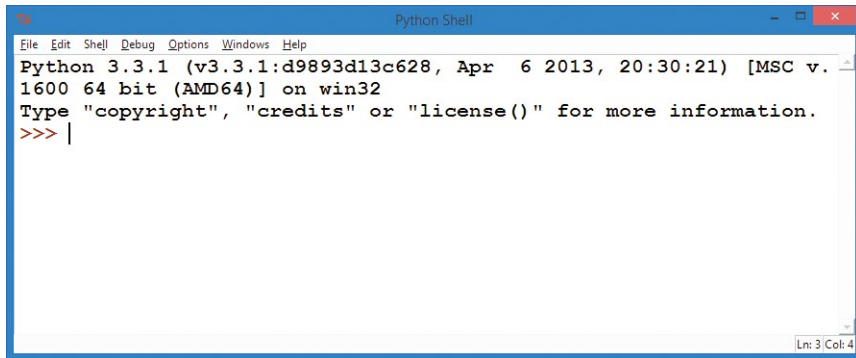 Python Shell
File Edit Shell Debug Options Windows Help
Python 3.3.1 (v3.3.1:d9893d13c628, Apr  6 2013, 20:30:21) [MSC v.
1600 64 bit (AMD64)] on win32
Type "copyright", "credits" or "license()" for more information.
>>>
Ln: 3 Col: 4